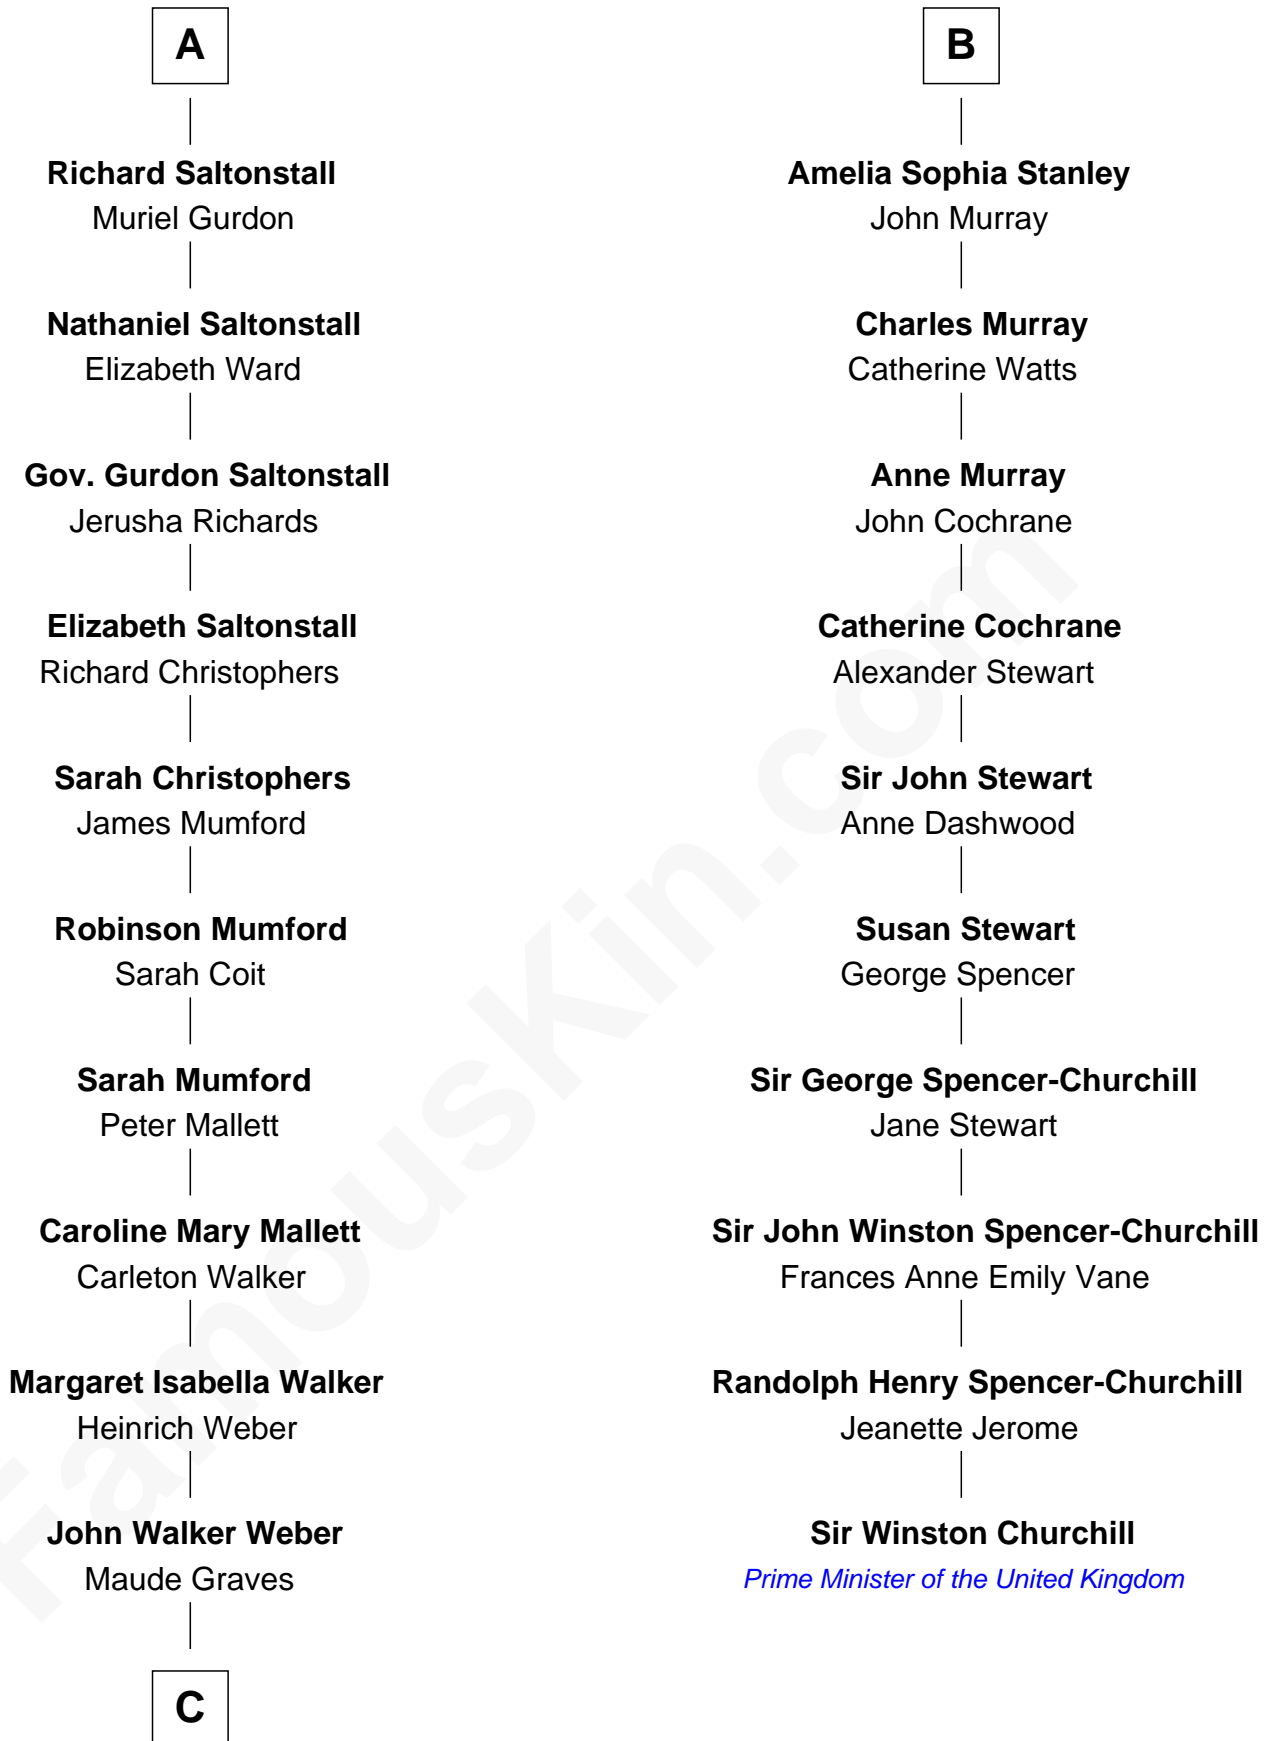 A
Richard Saltonstall
Muriel Gurdon
Nathaniel Saltonstall
Elizabeth Ward
Gov. Gurdon Saltonstall
Jerusha Richards
Elizabeth Saltonstall
Richard Christophers
Sarah Christophers
James Mumford
Robinson Mumford
Sarah Coit
Sarah Mumford
Peter Mallett
Caroline Mary Mallett
Carleton Walker
Margaret Isabella Walker
Heinrich Weber
John Walker Weber
Maude Graves
C
B
Amelia Sophia Stanley
John Murray
Charles Murray
Catherine Watts
Anne Murray
John Cochrane
Catherine Cochrane
Alexander Stewart
Sir John Stewart
Anne Dashwood
Susan Stewart
George Spencer
Sir George Spencer-Churchill
Jane Stewart
Sir John Winston Spencer-Churchill
Frances Anne Emily Vane
Randolph Henry Spencer-Churchill
Jeanette Jerome
Sir Winston Churchill
Prime Minister of the United Kingdom
FamousKin.com